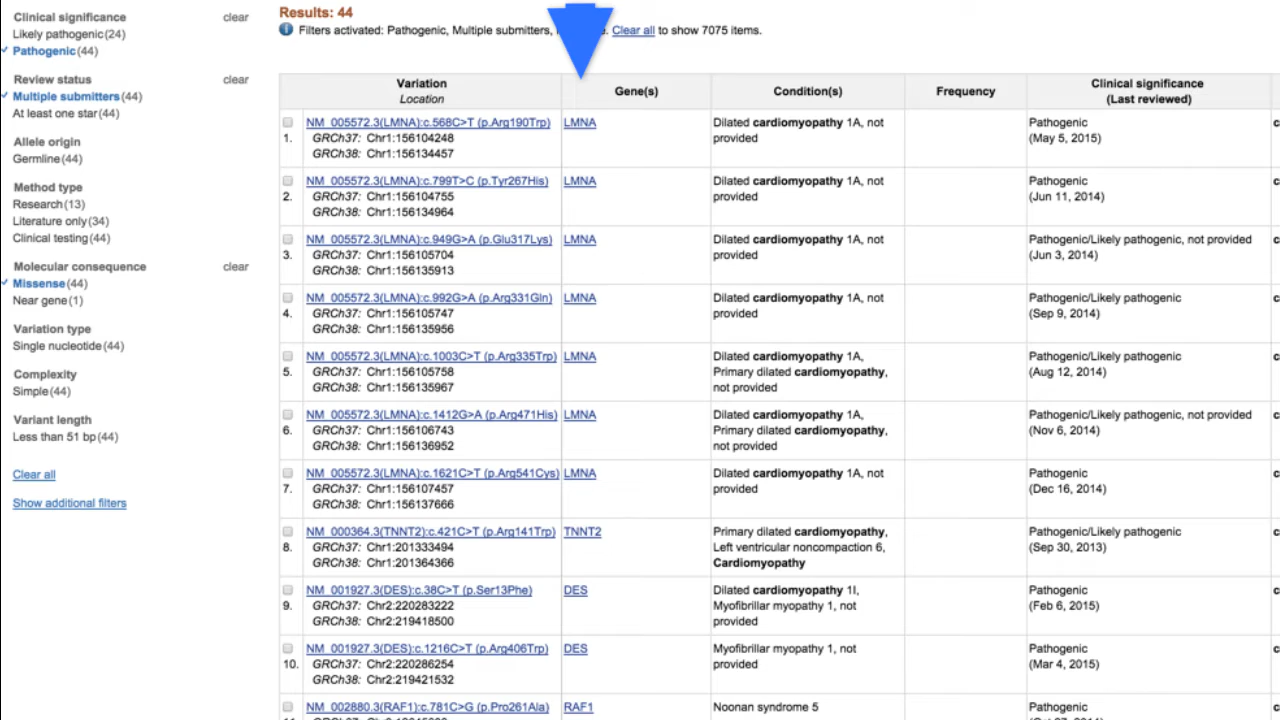 Clinical significance clear
Likely pathogenic(24)
Pathogenic(44)
Review status clear
Multiple submitters(44)
At least one star(44)
Allele origin
Germline(44)
Method type
Research(13)
Literature only(34)
Clinical testing(44)
Molecular consequence clear
Missense(44)
Near gene(1)
Variation type
Single nucleotide(44)
Complexity
Simple(44)
Variant length
Less than 51 bp(44)
Clear all
Show additional filters
Results: 44
Filters activated: Pathogenic, Multiple submitters, Clear all to show 7075 items.
Variation
Location
Gene(s)
Condition(s)
Frequency
Clinical significance
(Last reviewed)
1.
NM_005572.3(LMNA):c.568C>T (p.Arg190Trp)
GRCh37: Chr1:156104248
GRCh38: Chr1:156134457
LMNA
Dilated cardiomyopathy 1A, not
provided
Pathogenic
(May 5, 2015)
2.
NM_005572.3(LMNA):c.799T>C (p.Tyr267His)
GRCh37: Chr1:156104755
GRCh38: Chr1:156134964
LMNA
Dilated cardiomyopathy 1A, not
provided
Pathogenic
(Jun 11, 2014)
3.
NM_005572.3(LMNA):c.949G>A (p.Glu317Lys)
GRCh37: Chr1:156105704
GRCh38: Chr1:156135913
LMNA
Dilated cardiomyopathy 1A, not
provided
Pathogenic/Likely pathogenic, not provided
(Jun 3, 2014)
4.
NM_005572.3(LMNA):c.992G>A (p.Arg331Gln)
GRCh37: Chr1:156105747
GRCh38: Chr1:156135956
LMNA
Dilated cardiomyopathy 1A, not
provided
Pathogenic/Likely pathogenic
(Sep 9, 2014)
5.
NM_005572.3(LMNA):c.1003C>T (p.Arg335Trp)
GRCh37: Chr1:156105758
GRCh38: Chr1:156135967
LMNA
Dilated cardiomyopathy 1A,
Primary dilated cardiomyopathy,
not provided
Pathogenic/Likely pathogenic
(Aug 12, 2014)
6.
NM_005572.3(LMNA):c.1412G>A (p.Arg471His)
GRCh37: Chr1:156106743
GRCh38: Chr1:156136952
LMNA
Dilated cardiomyopathy 1A,
Primary dilated cardiomyopathy,
not provided
Pathogenic/Likely pathogenic, not provided
(Nov 6, 2014)
7.
NM_005572.3(LMNA):c.1621C>T (p.Arg541Cys)
GRCh37: Chr1:156107457
GRCh38: Chr1:156137666
LMNA
Dilated cardiomyopathy 1A, not
provided
Pathogenic
(Dec 16, 2014)
8.
NM_000364.3(TNNT2):c.421C>T (p.Arg141Trp)
GRCh37: Chr1:201333494
GRCh38: Chr1:201364366
TNNT2
Primary dilated cardiomyopathy,
Left ventricular noncompaction 6,
Cardiomyopathy
Pathogenic/Likely pathogenic
(Sep 30, 2013)
9.
NM_001927.3(DES):c.38C>T (p.Ser13Phe)
GRCh37: Chr2:220283222
GRCh38: Chr2:219418500
DES
Dilated cardiomyopathy 1I,
Myofibrillar myopathy 1, not
provided
Pathogenic
(Feb 6, 2015)
10.
NM_001927.3(DES):c.1216C>T (p.Arg406Trp)
GRCh37: Chr2:220286254
GRCh38: Chr2:219421532
DES
Myofibrillar myopathy 1, not
provided
Pathogenic
(Mar 4, 2015)
NM_002880.3(RAF1):c.781C>G (p.Pro261Ala)
RAF1
Noonan syndrome 5
Pathogenic